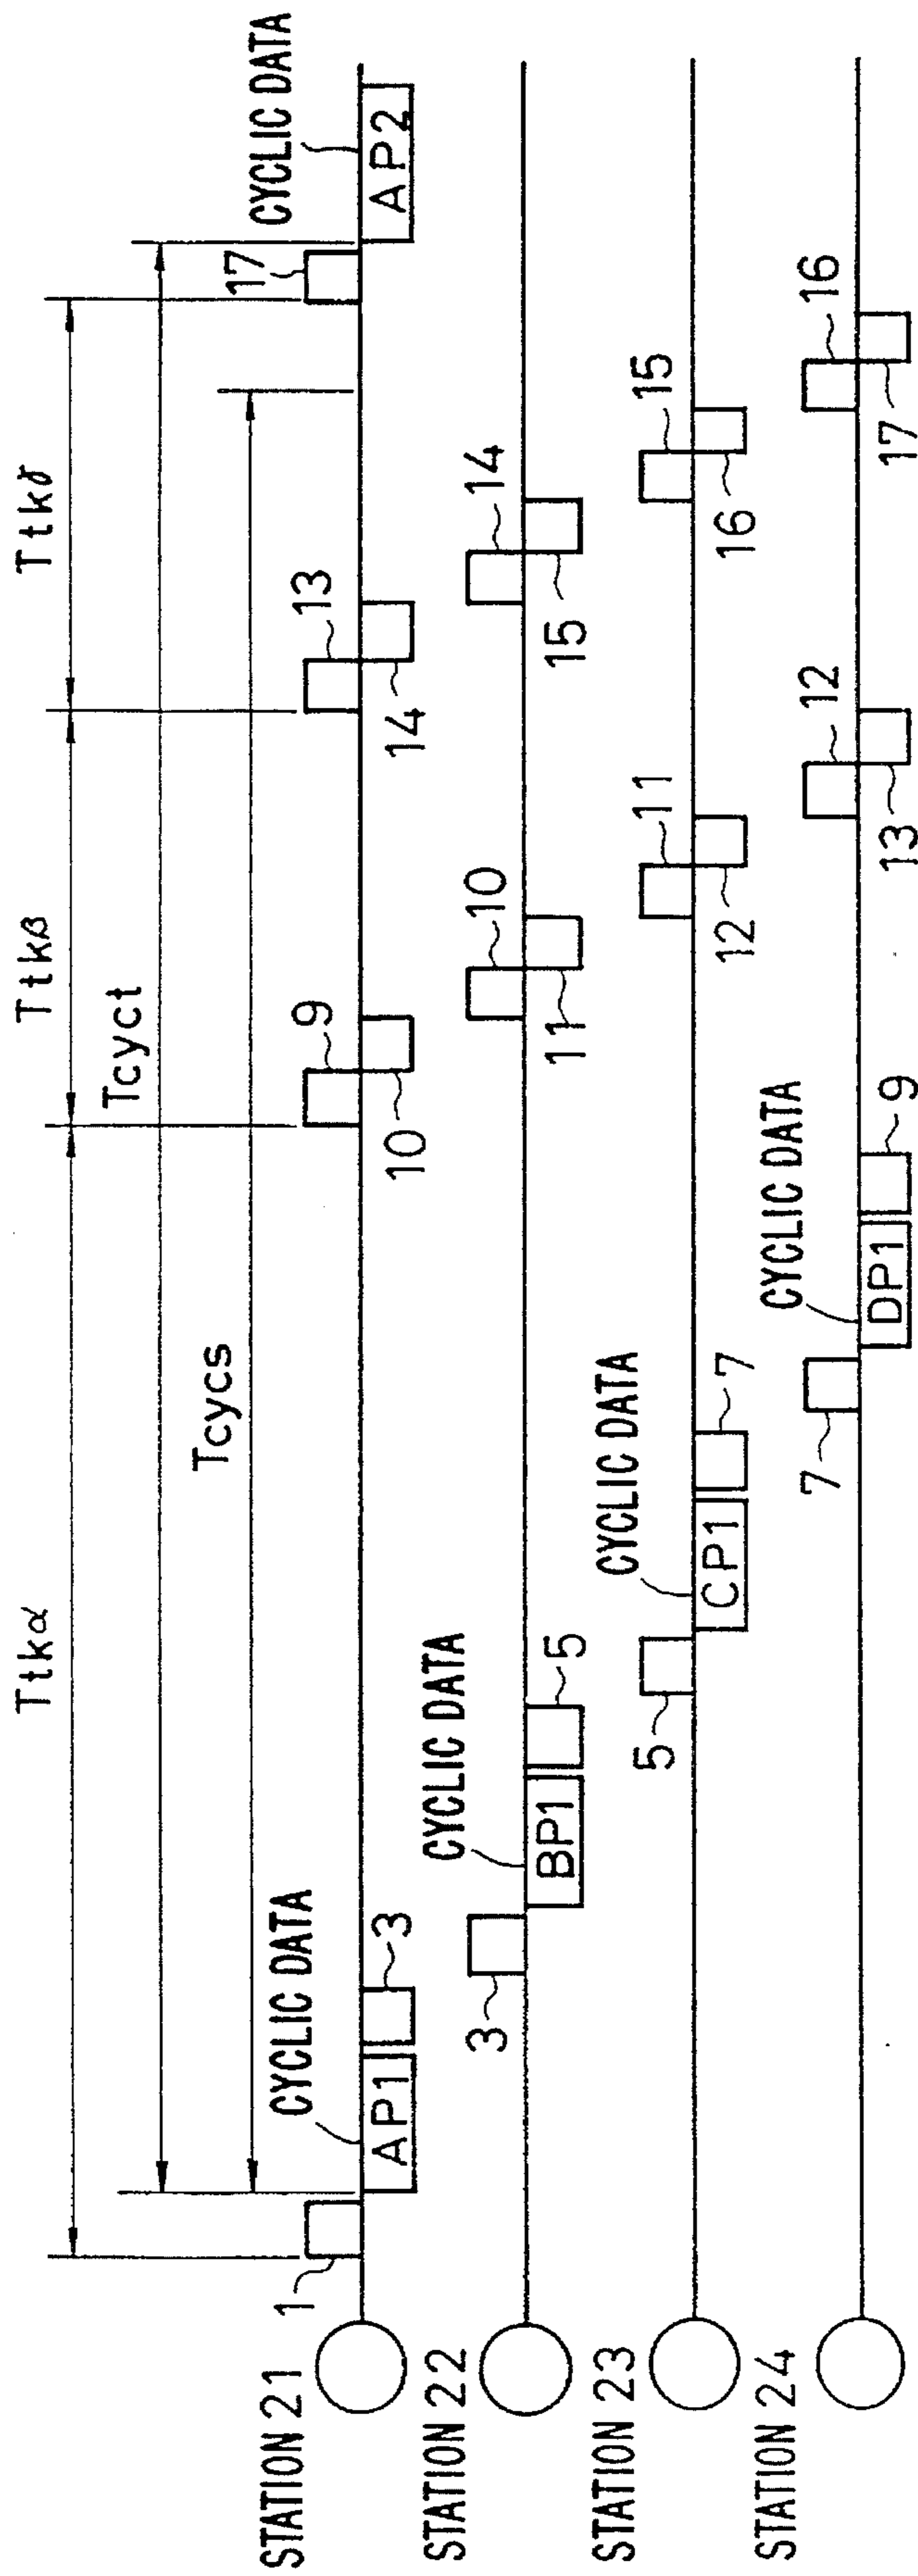 Ttkα
Ttkβ
Ttkγ
Tcyct
Tcycs
STATION 21
1
CYCLIC DATA
AP1
3
9
10
13
14
17
CYCLIC DATA
AP2
STATION 22
3
CYCLIC DATA
BP1
5
10
11
14
15
STATION 23
5
CYCLIC DATA
CP1
7
11
12
15
16
STATION 24
7
CYCLIC DATA
DP1
9
12
13
16
17